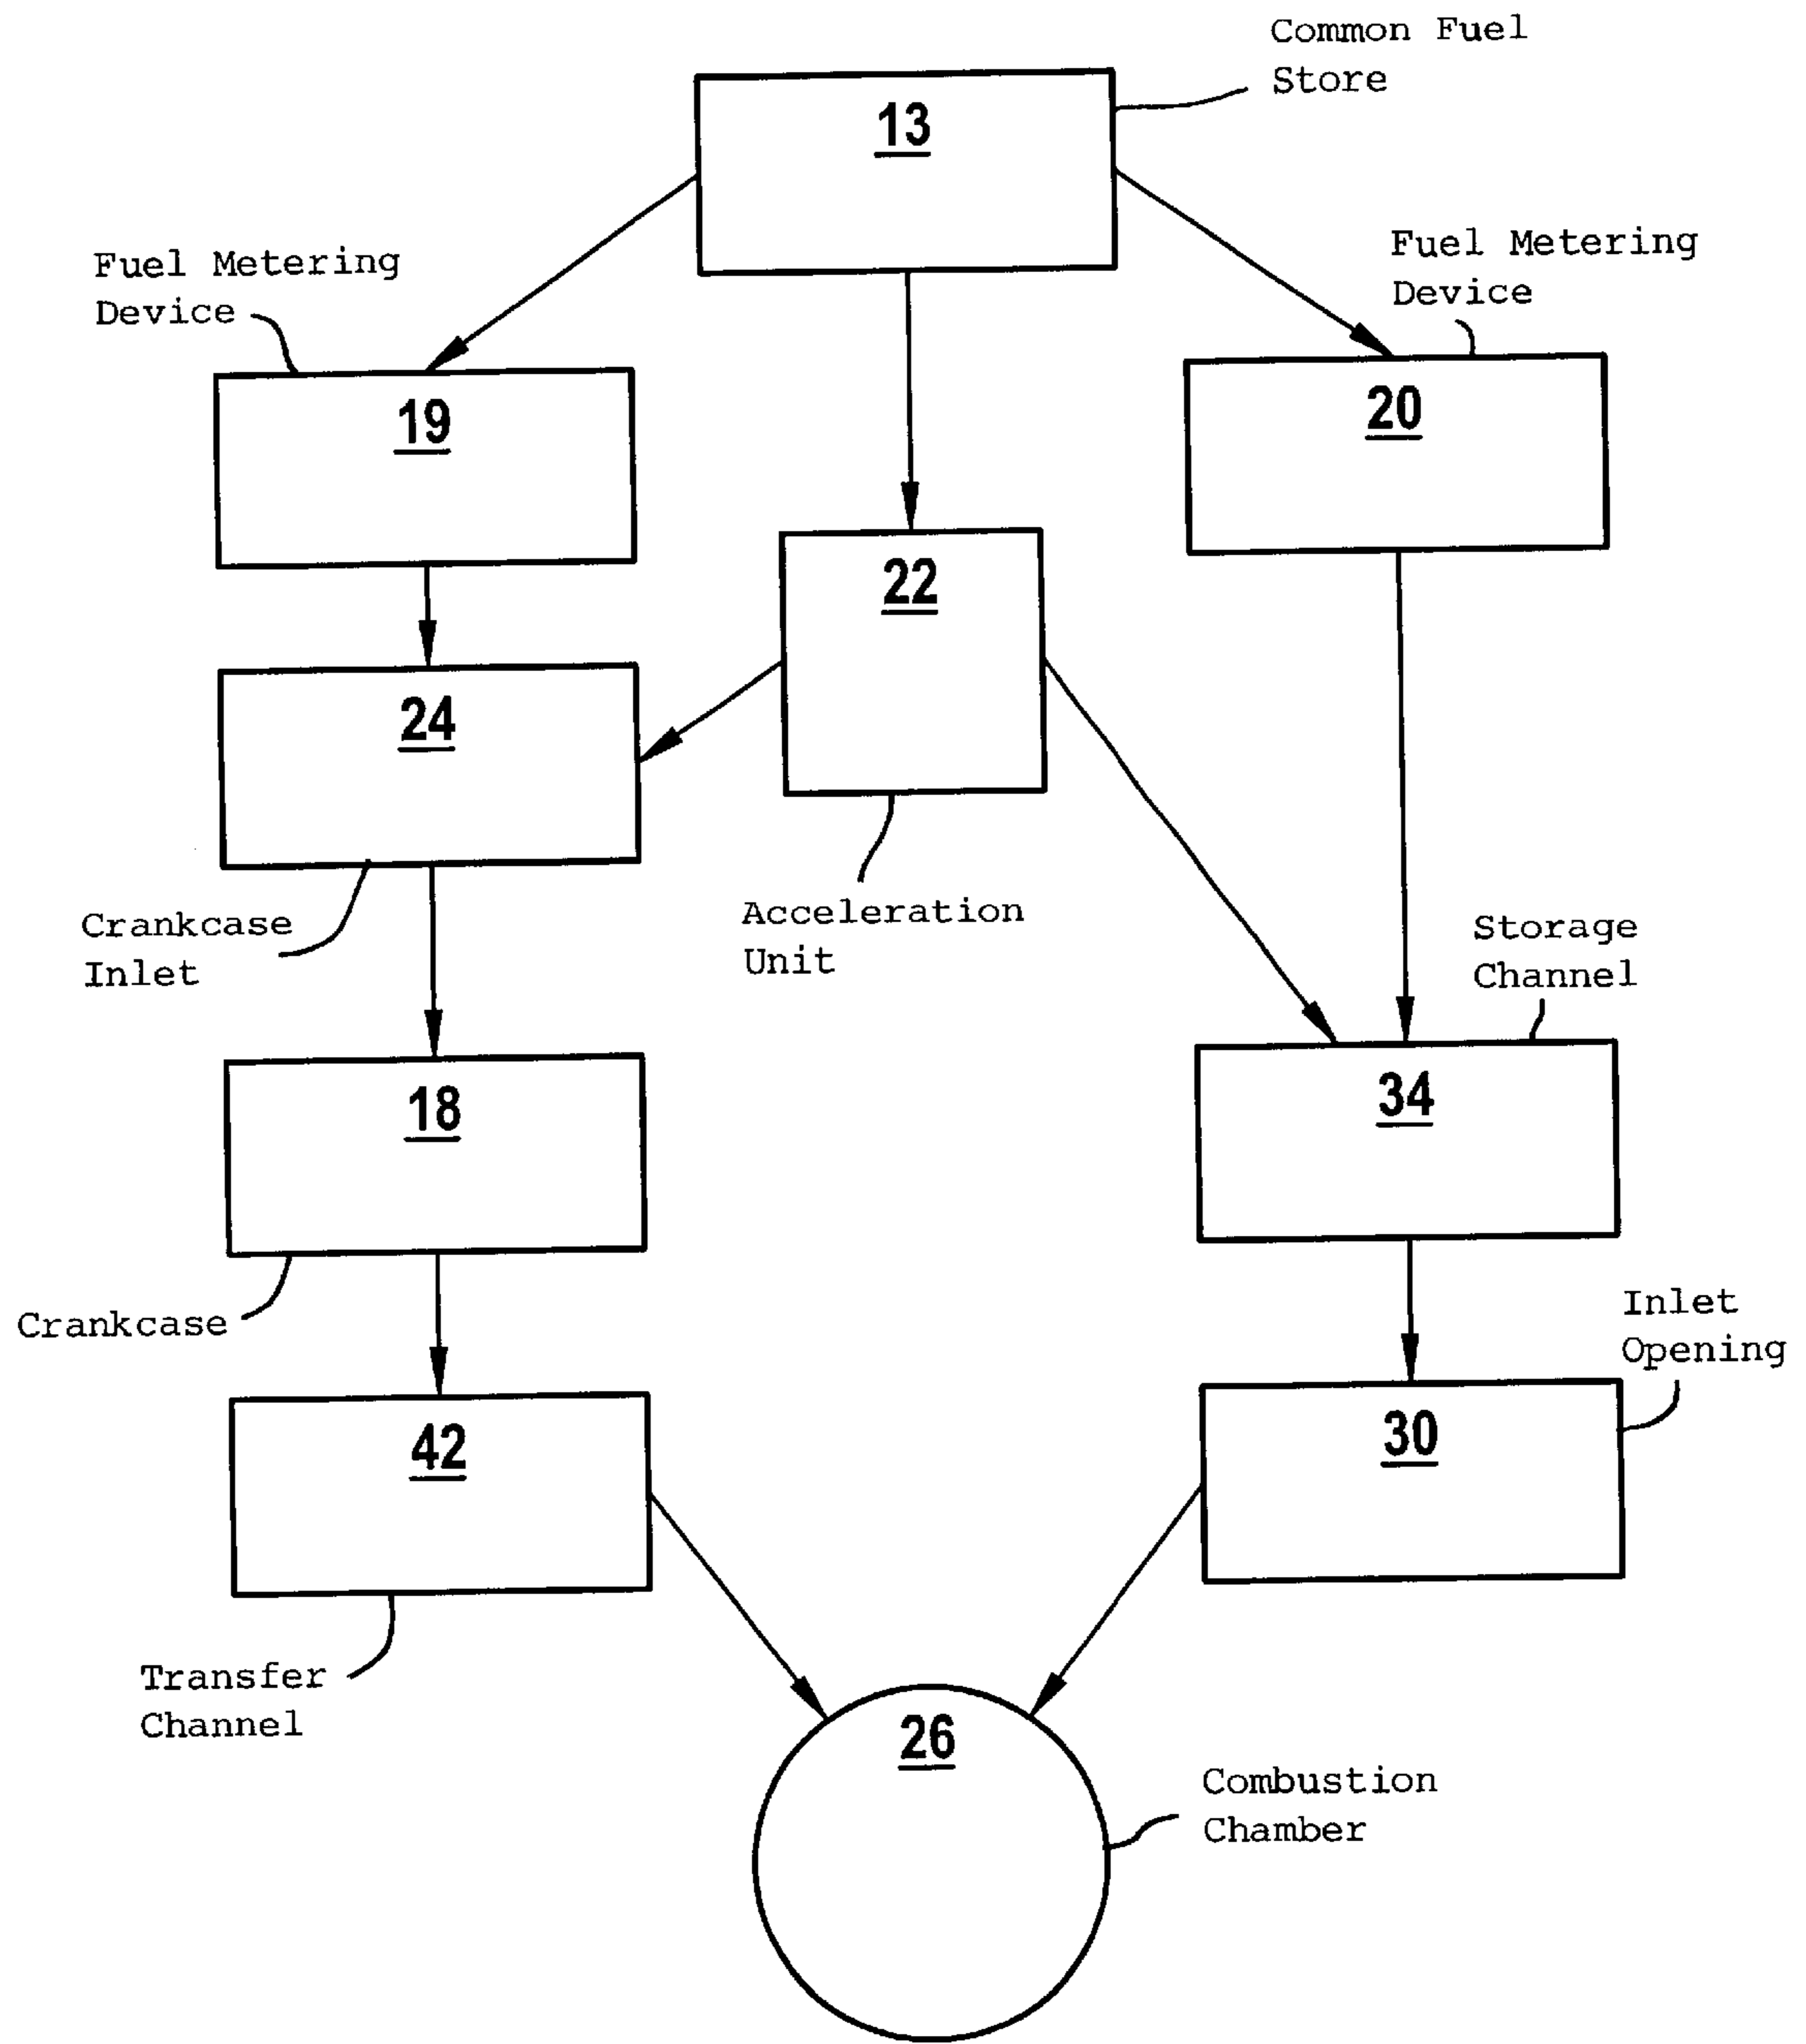 Common Fuel
Store
13
Fuel Metering
Device
Fuel Metering
Device
19
20
22
24
Crankcase
Inlet
Acceleration
Unit
Storage
Channel
18
34
Crankcase
Inlet
Opening
42
30
Transfer
Channel
26
Combustion
Chamber